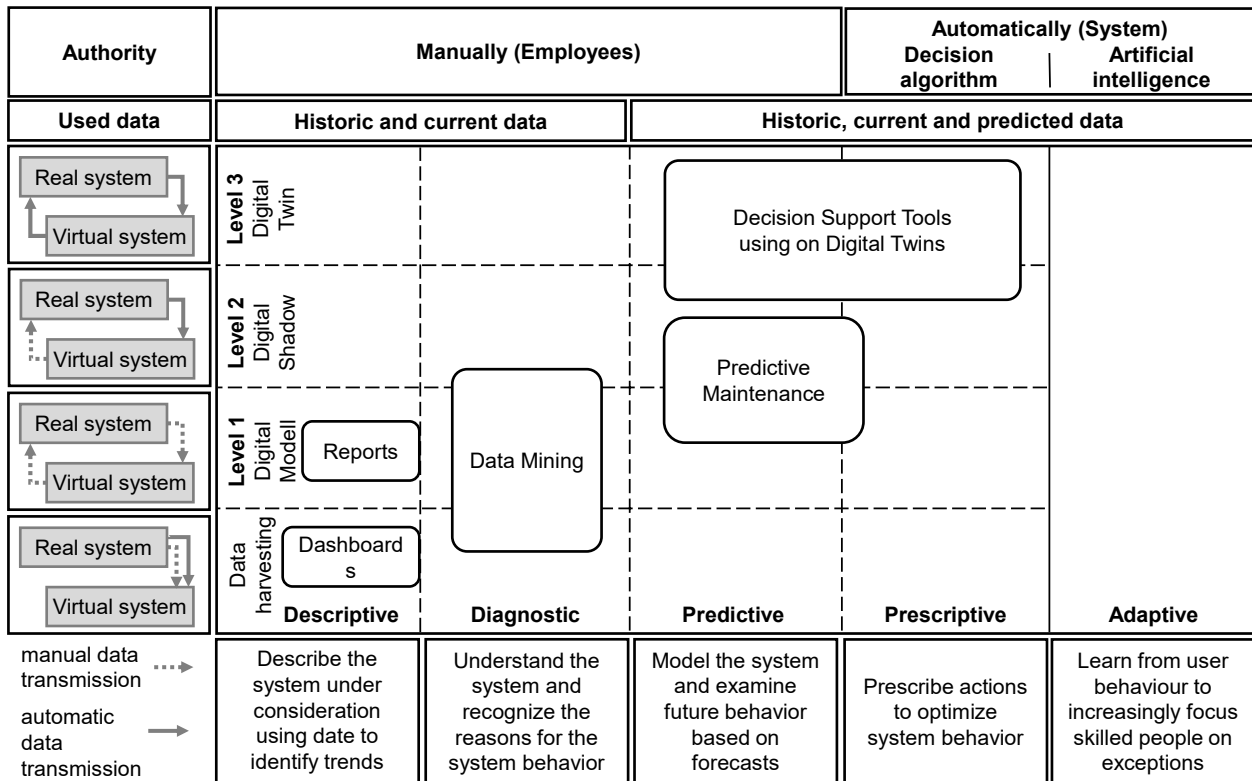 Authority
Manually (Employees)
Automatically (System)
Decision
algorithm
Artificial
intelligence
Used data
Historic and current data
Historic, current and predicted data
Real system
Virtual system
Level 3
Digital
Twin
Decision Support Tools
using on Digital Twins
Real system
Virtual system
Level 2
Digital
Shadow
Predictive
Maintenance
Real system
Virtual system
Level 1
Digital
Modell
Reports
Data Mining
Real system
Virtual system
Data
harvesting
Dashboard
s
Descriptive
Diagnostic
Predictive
Prescriptive
Adaptive
manual data
transmission
automatic
data
transmission
Describe the
system under
consideration
using date to
identify trends
Understand the
system and
recognize the
reasons for the
system behavior
Model the system
and examine
future behavior
based on
forecasts
Prescribe actions
to optimize
system behavior
Learn from user
behaviour to
increasingly focus
skilled people on
exceptions